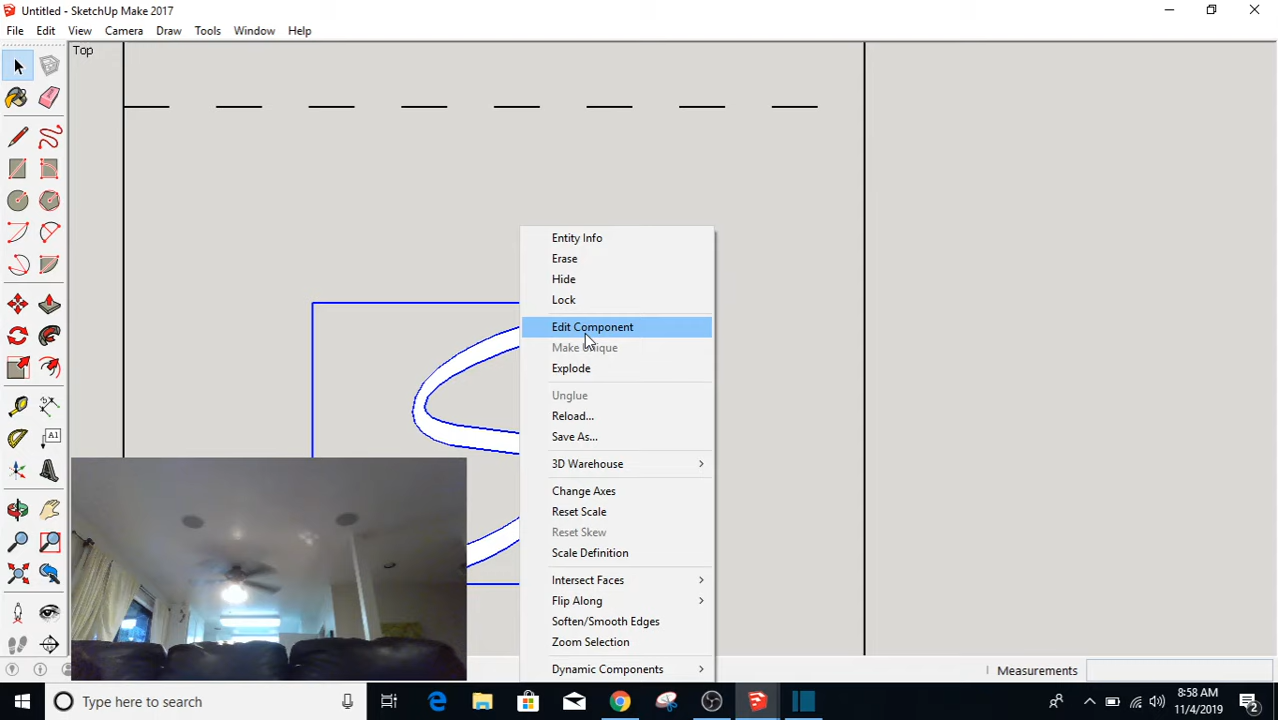 Untitled - SketchUp Make 2017
File Edit View Camera Draw Tools Window Help
Top
A1
Entity Info
Erase
Hide
Lock
Edit Component
Make Unique
Explode
Unglue
Reload...
Save As...
3D Warehouse
Change Axes
Reset Scale
Reset Skew
Scale Definition
Intersect Faces
Flip Along
Soften/Smooth Edges
Zoom Selection
Dynamic Components
Measurements
Type here to search
8:58 AM
11/4/2019
2